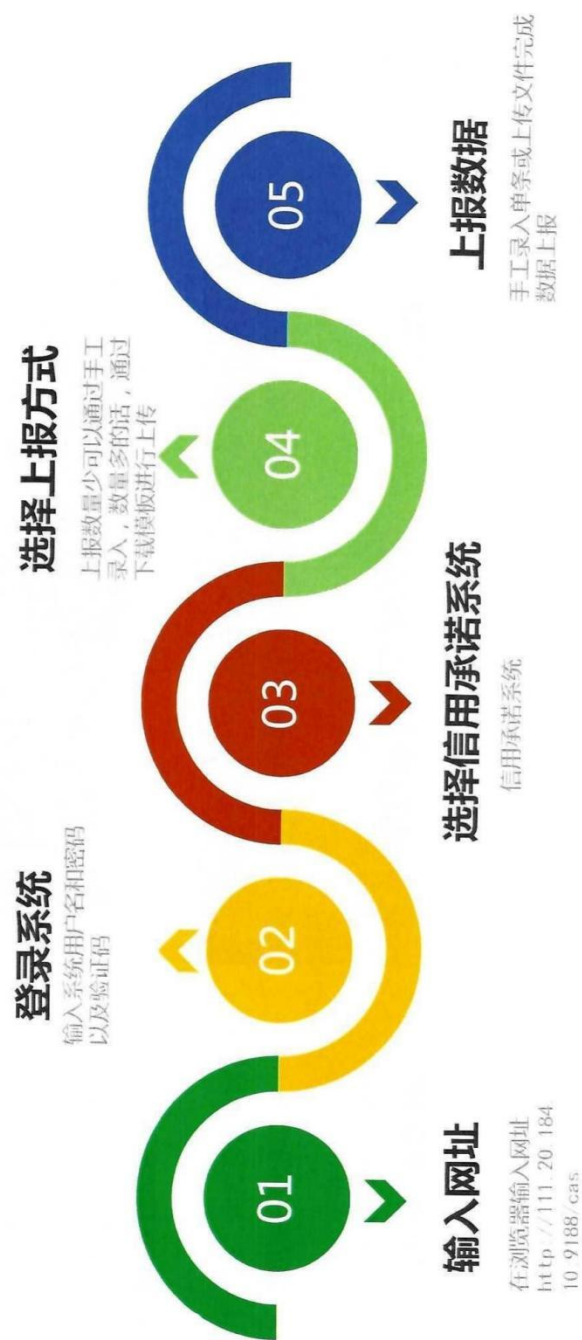 01
输入网址
在浏览器输入网址
http://111.20.184
10:9188/cas
02
登录系统
输入系统用户名和密码
以及验证码
03
选择信用承诺系统
信用承诺系统
04
选择上报方式
上报数量少可以通过手工
录入，数量多的话，通过
下载模板进行上传
05
上报数据
手工录入单条或上传文件完成
数据上报